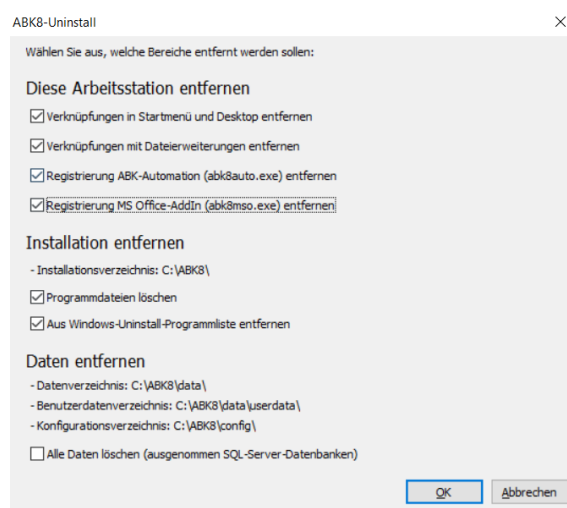 ABK8-Uninstall
Wählen Sie aus, welche Bereiche entfernt werden sollen:
Diese Arbeitsstation entfernen
Verknüpfungen in Startmenü und Desktop entfernen
Verknüpfungen mit Dateierweiterungen entfernen
Registrierung ABK-Automation (abk8auto.exe) entfernen
Registrierung MS Office-AddIn (abk8mso.exe) entfernen
Installation entfernen
- Installationsverzeichnis: C:\ABK8\
Programmdateien löschen
Aus Windows-Uninstall-Programmliste entfernen
Daten entfernen
- Datenverzeichnis: C:\ABK8\data\
- Benutzerdatenverzeichnis: C:\ABK8\data\userdata\
- Konfigurationsverzeichnis: C:\ABK8\config\
Alle Daten löschen (ausgenommen SQL-Server-Datenbanken)
OK Abbrechen